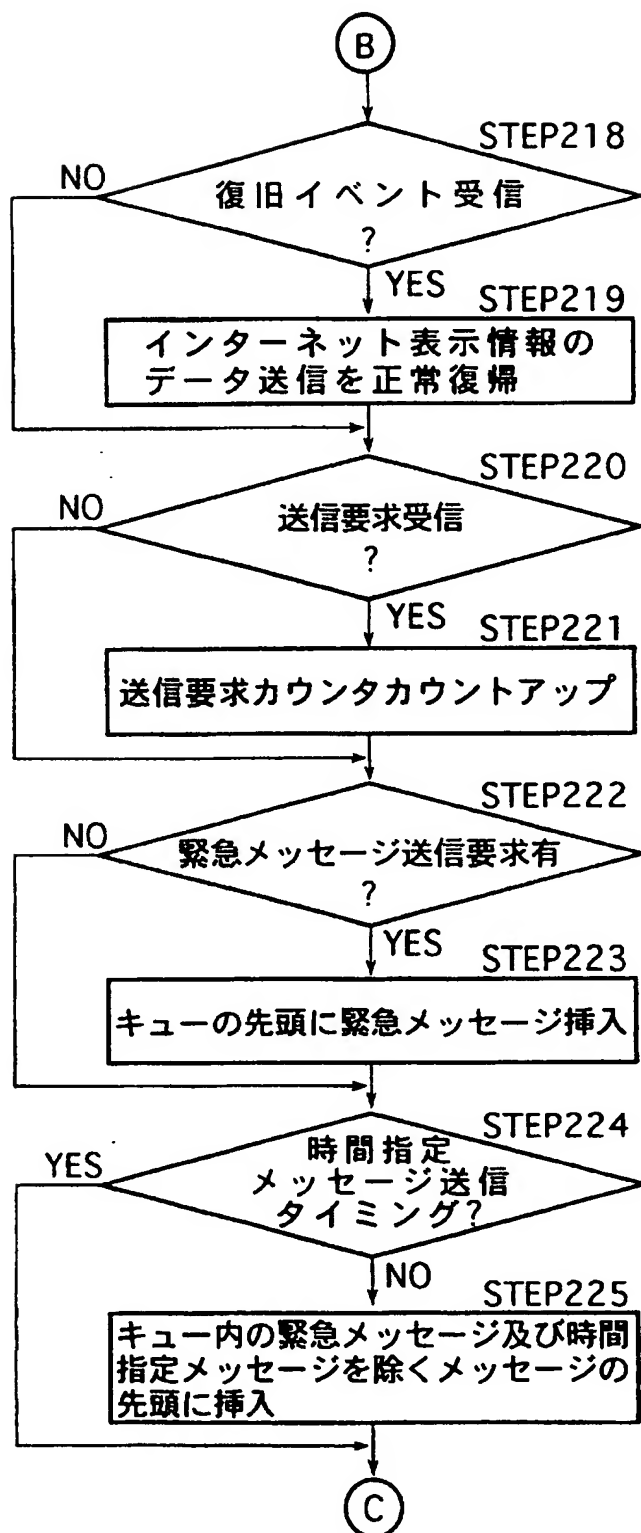 B
STEP218
NO
復旧イベント受信
?
YES
STEP219
インターネット表示情報の
データ送信を正常復帰
STEP220
NO
送信要求受信
?
YES
STEP221
送信要求カウンタカウントアップ
STEP222
NO
緊急メッセージ送信要求有
?
YES
STEP223
キューの先頭に緊急メッセージ挿入
STEP224
YES
時間指定
メッセージ送信
タイミング?
NO
STEP225
キュー内の緊急メッセージ及び時間
指定メッセージを除くメッセージの
先頭に挿入
C